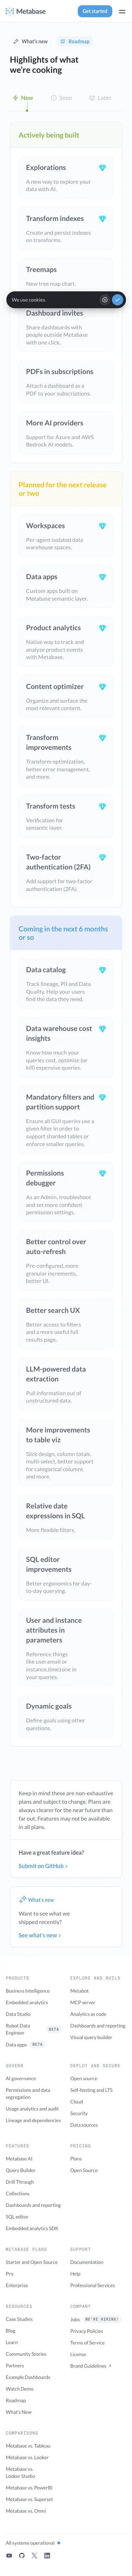 Metabase
Get started
What's new
Roadmap
Highlights of what
we're cooking
Now
Soon
Later
Actively being built
Explorations
A new way to explore your
data with AI.
Transform indexes
Create and persist indexes
on transforms.
Treemaps
New tree map chart.
We use cookies.
Dashboard invites
Share dashboards with
people outside Metabase
with one click.
PDFs in subscriptions
Attach a dashboard as a
PDF to your subscriptions.
More AI providers
Support for Azure and AWS
Bedrock AI models.
Planned for the next release
or two
Workspaces
Per-agent isolated data
warehouse spaces.
Data apps
Custom apps built on
Metabase semantic layer.
Product analytics
Native way to track and
analyze product events
with Metabase.
Content optimizer
Organize and surface the
most relevant content.
Transform
improvements
Transform-optimization,
better error management,
and more.
Transform tests
Verification for
semantic layer.
Two-factor
authentication (2FA)
Add support for two-factor
authentication (2FA).
Coming in the next 6 months
or so
Data catalog
Track lineage, PII and Data
Quality. Help your users
find the data they need.
Data warehouse cost
insights
Know how much your
queries cost, optimize (or
kill) expensive queries.
Mandatory filters and
partition support
Ensure all GUI queries use a
given filter in order to
support sharded tables or
enforce smaller queries.
Permissions
debugger
As an Admin, troubleshoot
and set more confident
permission settings.
Better control over
auto-refresh
Pre-configured, more
granular increments,
better UI.
Better search UX
Better access to filters
and a more useful full
results page.
LLM-powered data
extraction
Pull information our of
unstructured data.
More improvements
to table viz
Slick design, column totals,
multi-select, better support
for categorical columns
and more.
Relative date
expressions in SQL
More flexible filters.
SQL editor
improvements
Better ergonomics for day-
to-day querying.
User and instance
attributes in
parameters
Reference things
like user.email or
instance.timezone in
your queries.
Dynamic goals
Define goals using other
questions.
Keep in mind these are non-exhaustive
plans and subject to change. Plans are
always clearer for the near future than
far out. Features may not be available
in all plans.
Have a great feature idea?
Submit on GitHub >
What's new
Want to see what we
shipped recently?
See what's new >
PRODUCTS
Business Intelligence
Embedded analytics
Data Studio
Robot Data
Engineer BETA
Data apps BETA
EXPLORE AND BUILD
Metabot
MCP server
Analytics as code
Dashboards and reporting
Visual query builder
GOVERN
AI governance
Permissions and data
segregation
Usage analytics and audit
Lineage and dependencies
DEPLOY AND SECURE
Open source
Self-hosting and LTS
Cloud
Security
Data sources
FEATURES
Metabase AI
Query Builder
Drill Through
Collections
Dashboards and reporting
SQL editor
Embedded analytics SDK
PRICING
Plans
Open Source
METABASE PLANS
Starter and Open Source
Pro
Enterprise
SUPPORT
Documentation
Help
Professional Services
RESOURCES
Case Studies
Blog
Learn
Community Stories
Partners
Example Dashboards
Watch Demo
Roadmap
What's New
COMPANY
Jobs WE'RE HIRING!
Privacy Policies
Terms of Service
License
Brand Guidelines ↗
COMPARISONS
Metabase vs. Tableau
Metabase vs. Looker
Metabase vs.
Looker Studio
Metabase vs. PowerBI
Metabase vs. Superset
Metabase vs. Omni
All systems operational